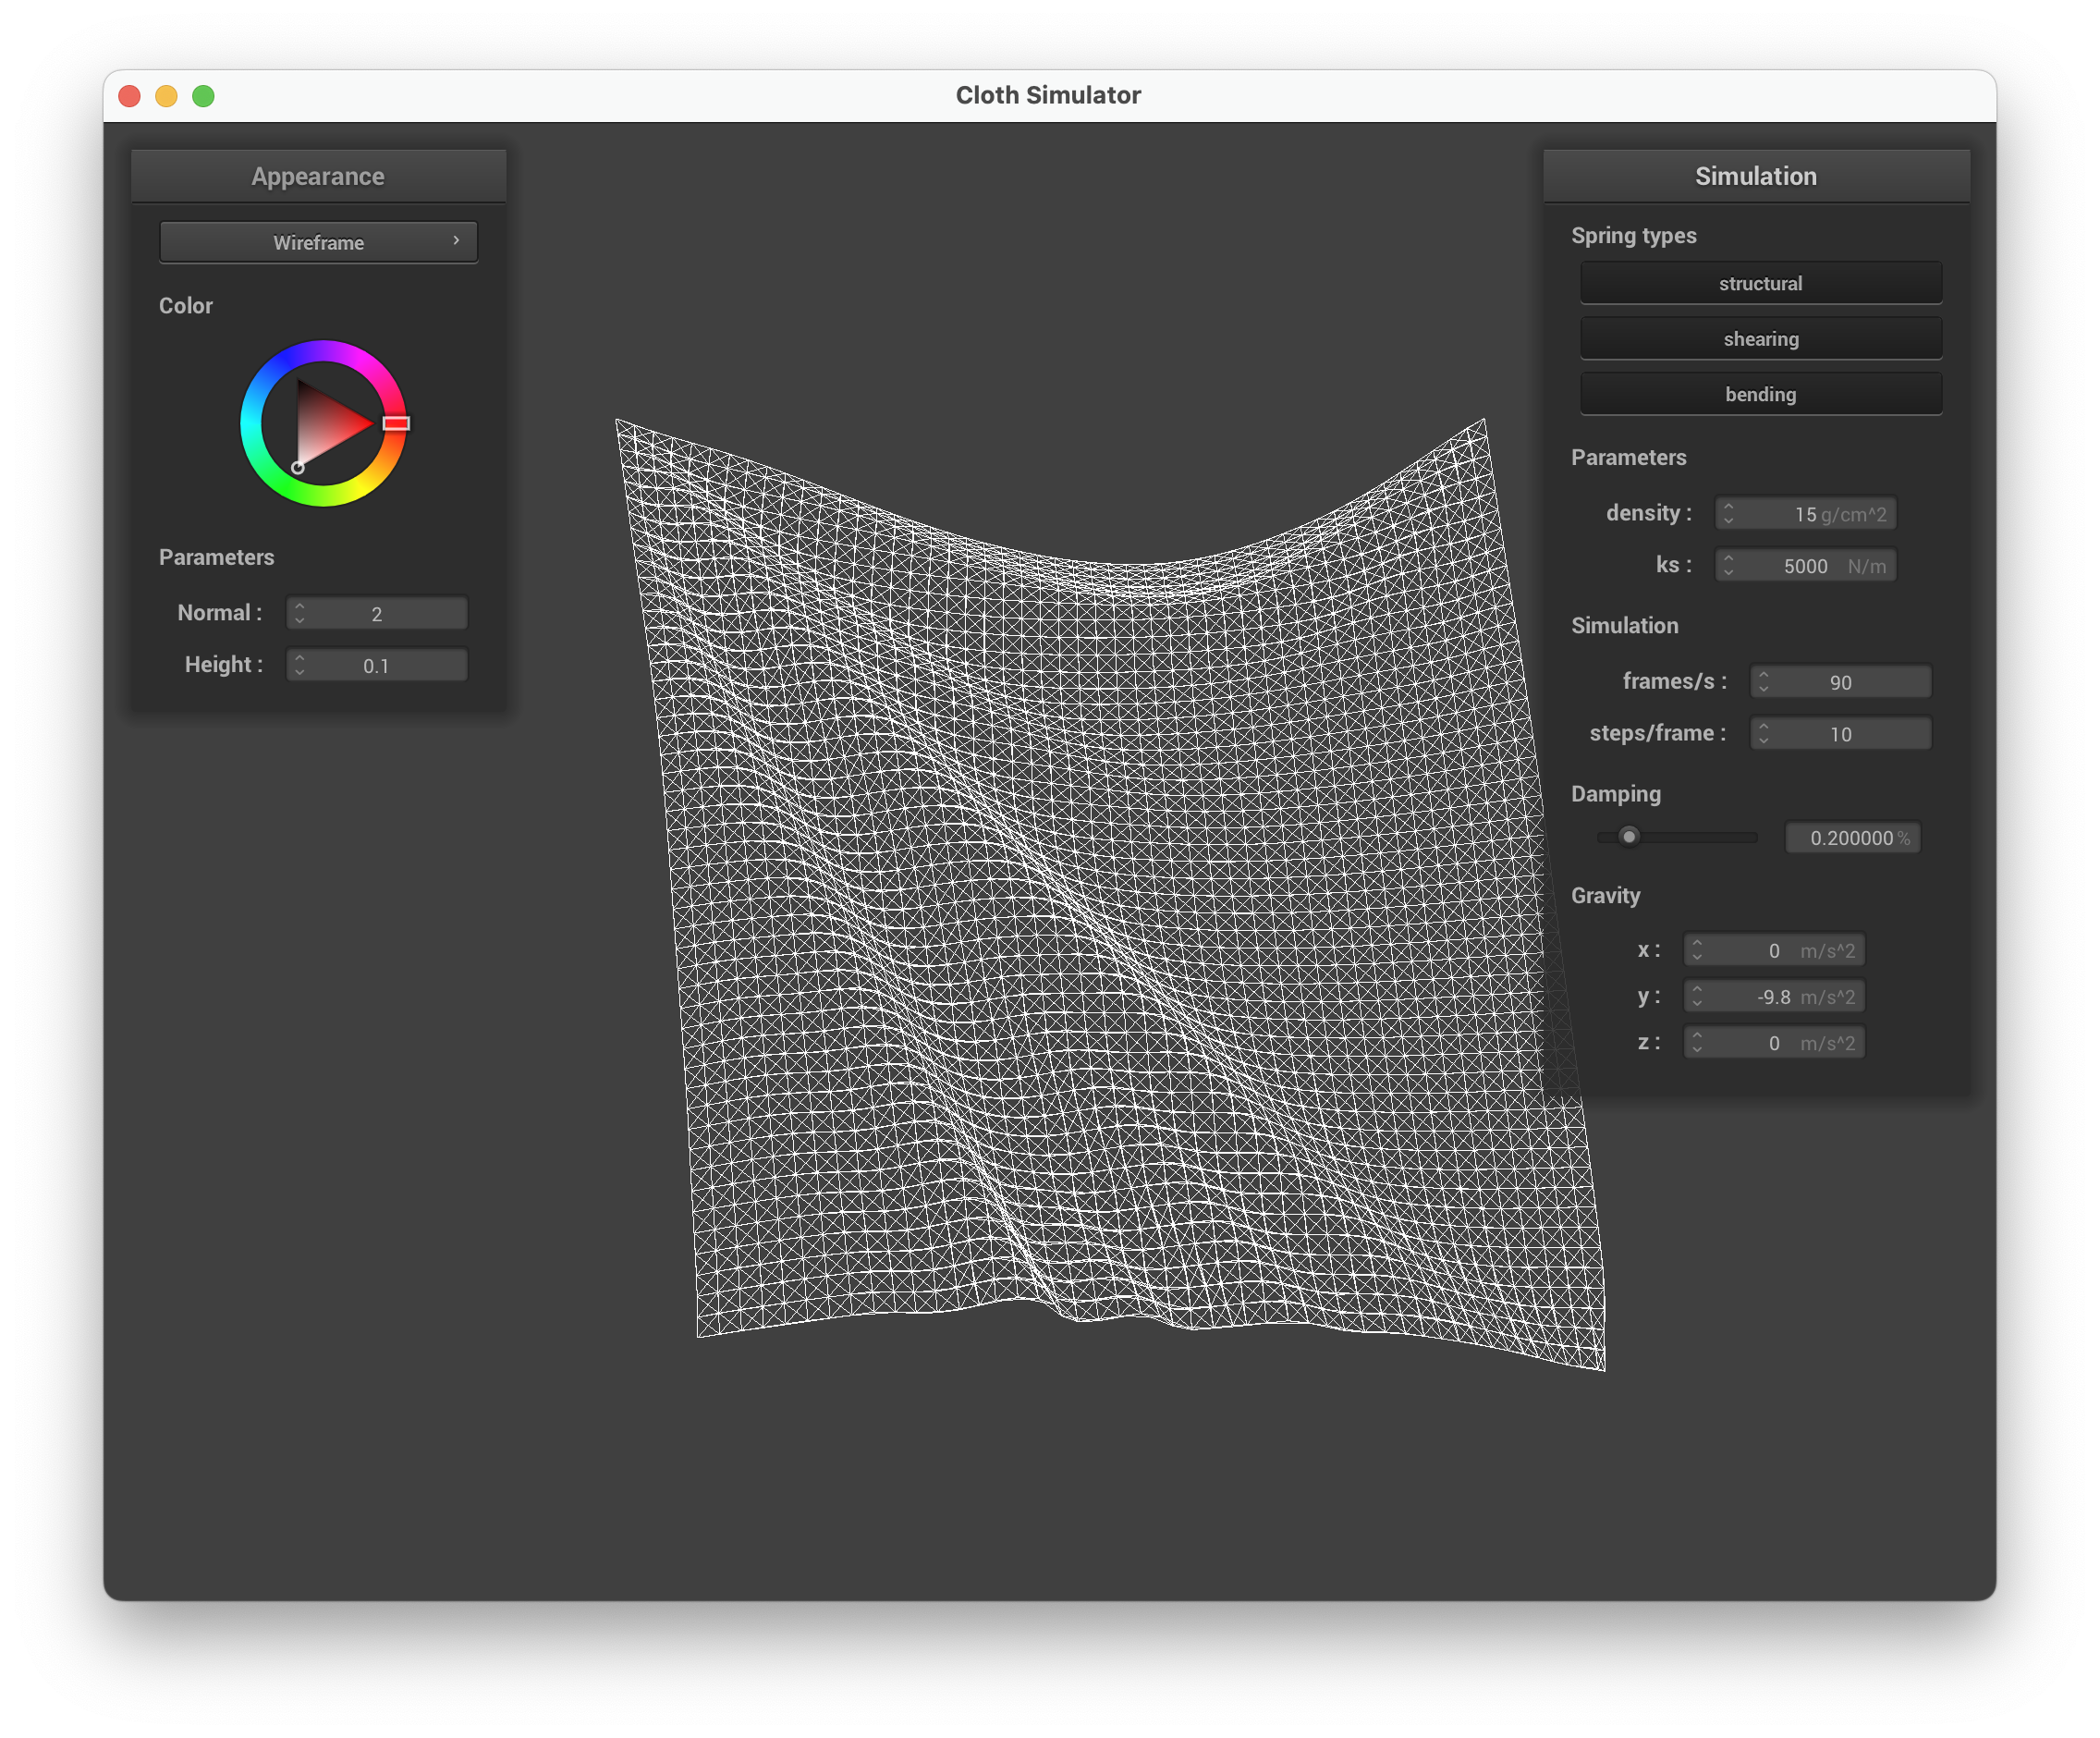 Cloth Simulator
Appearance
Wireframe ›
Color
Parameters
Normal : 2
Height : 0.1
Simulation
Spring types
structural
shearing
bending
Parameters
density : 15 g/cm^2
ks : 5000 N/m
Simulation
frames/s : 90
steps/frame : 10
Damping
0.200000 %
Gravity
x : 0 m/s^2
y : -9.8 m/s^2
z : 0 m/s^2